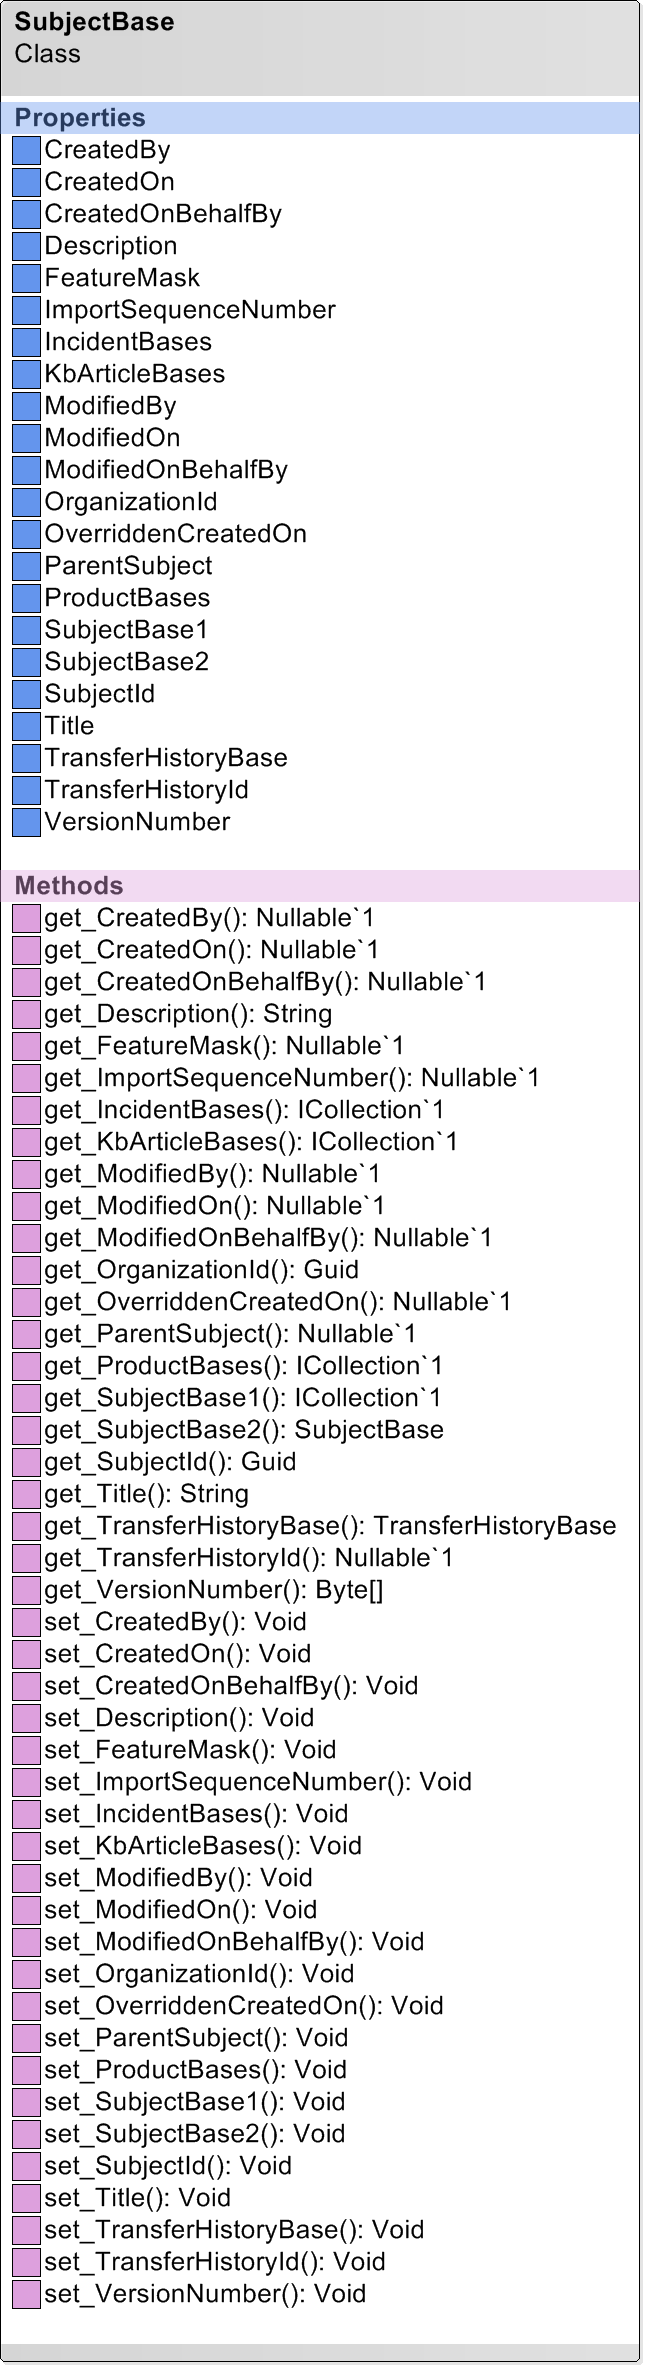 SubjectBase
Class
Properties
CreatedBy
CreatedOn
CreatedOnBehalfBy
Description
FeatureMask
ImportSequenceNumber
IncidentBases
KbArticleBases
ModifiedBy
ModifiedOn
ModifiedOnBehalfBy
OrganizationId
OverriddenCreatedOn
ParentSubject
ProductBases
SubjectBase1
SubjectBase2
SubjectId
Title
TransferHistoryBase
TransferHistoryId
VersionNumber
Methods
get_CreatedBy(): Nullable`1
get_CreatedOn(): Nullable`1
get_CreatedOnBehalfBy(): Nullable`1
get_Description(): String
get_FeatureMask(): Nullable`1
get_ImportSequenceNumber(): Nullable`1
get_IncidentBases(): ICollection`1
get_KbArticleBases(): ICollection`1
get_ModifiedBy(): Nullable`1
get_ModifiedOn(): Nullable`1
get_ModifiedOnBehalfBy(): Nullable`1
get_OrganizationId(): Guid
get_OverriddenCreatedOn(): Nullable`1
get_ParentSubject(): Nullable`1
get_ProductBases(): ICollection`1
get_SubjectBase1(): ICollection`1
get_SubjectBase2(): SubjectBase
get_SubjectId(): Guid
get_Title(): String
get_TransferHistoryBase(): TransferHistoryBase
get_TransferHistoryId(): Nullable`1
get_VersionNumber(): Byte[]
set_CreatedBy(): Void
set_CreatedOn(): Void
set_CreatedOnBehalfBy(): Void
set_Description(): Void
set_FeatureMask(): Void
set_ImportSequenceNumber(): Void
set_IncidentBases(): Void
set_KbArticleBases(): Void
set_ModifiedBy(): Void
set_ModifiedOn(): Void
set_ModifiedOnBehalfBy(): Void
set_OrganizationId(): Void
set_OverriddenCreatedOn(): Void
set_ParentSubject(): Void
set_ProductBases(): Void
set_SubjectBase1(): Void
set_SubjectBase2(): Void
set_SubjectId(): Void
set_Title(): Void
set_TransferHistoryBase(): Void
set_TransferHistoryId(): Void
set_VersionNumber(): Void